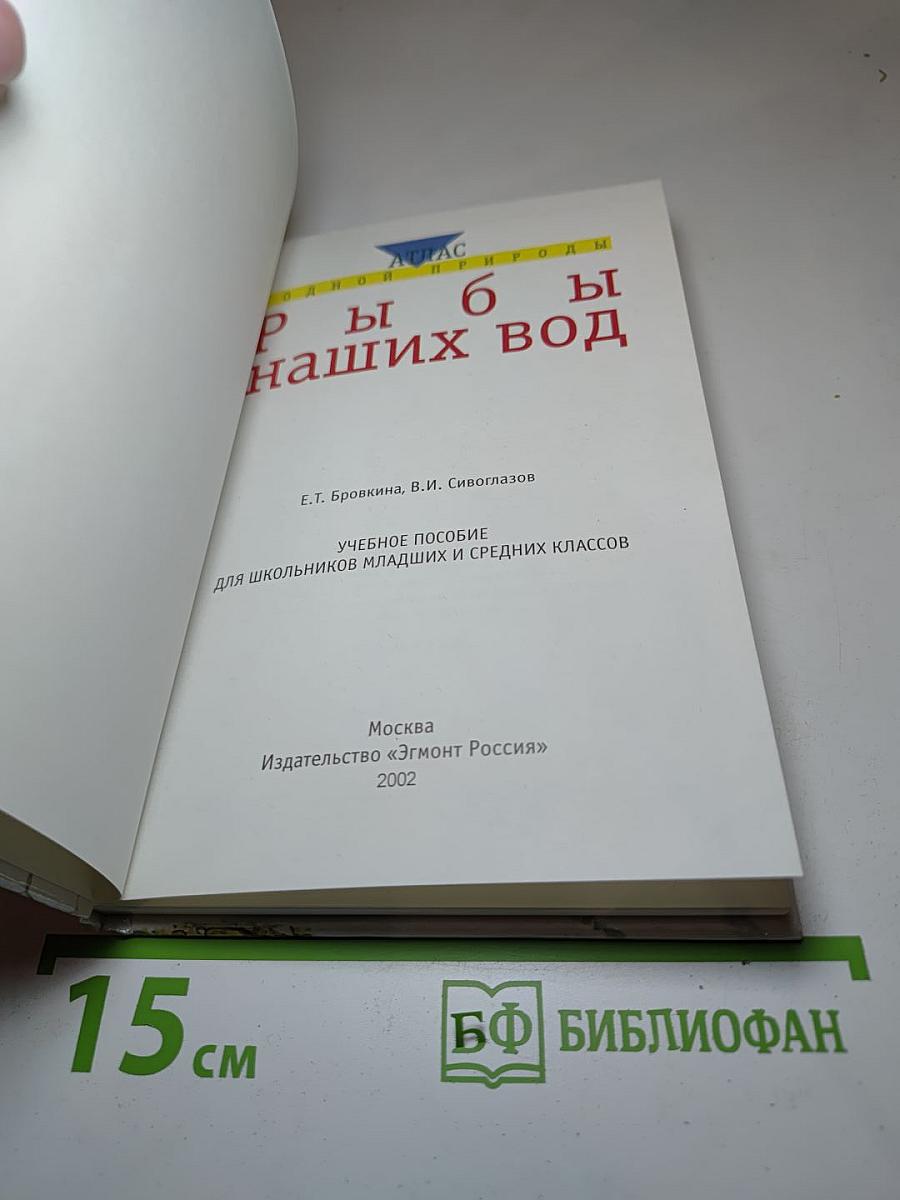 АТЛАС
ОДНОЙ ПРИРОДЫ
РЫБЫ
наших вод
Е.Т. Бровкина, В.И. Сивоглазов
УЧЕБНОЕ ПОСОБИЕ
ДЛЯ ШКОЛЬНИКОВ МЛАДШИХ И СРЕДНИХ КЛАССОВ
Москва
Издательство «Эгмонт Россия»
2002
15 см
БФ БИБЛИОФАН